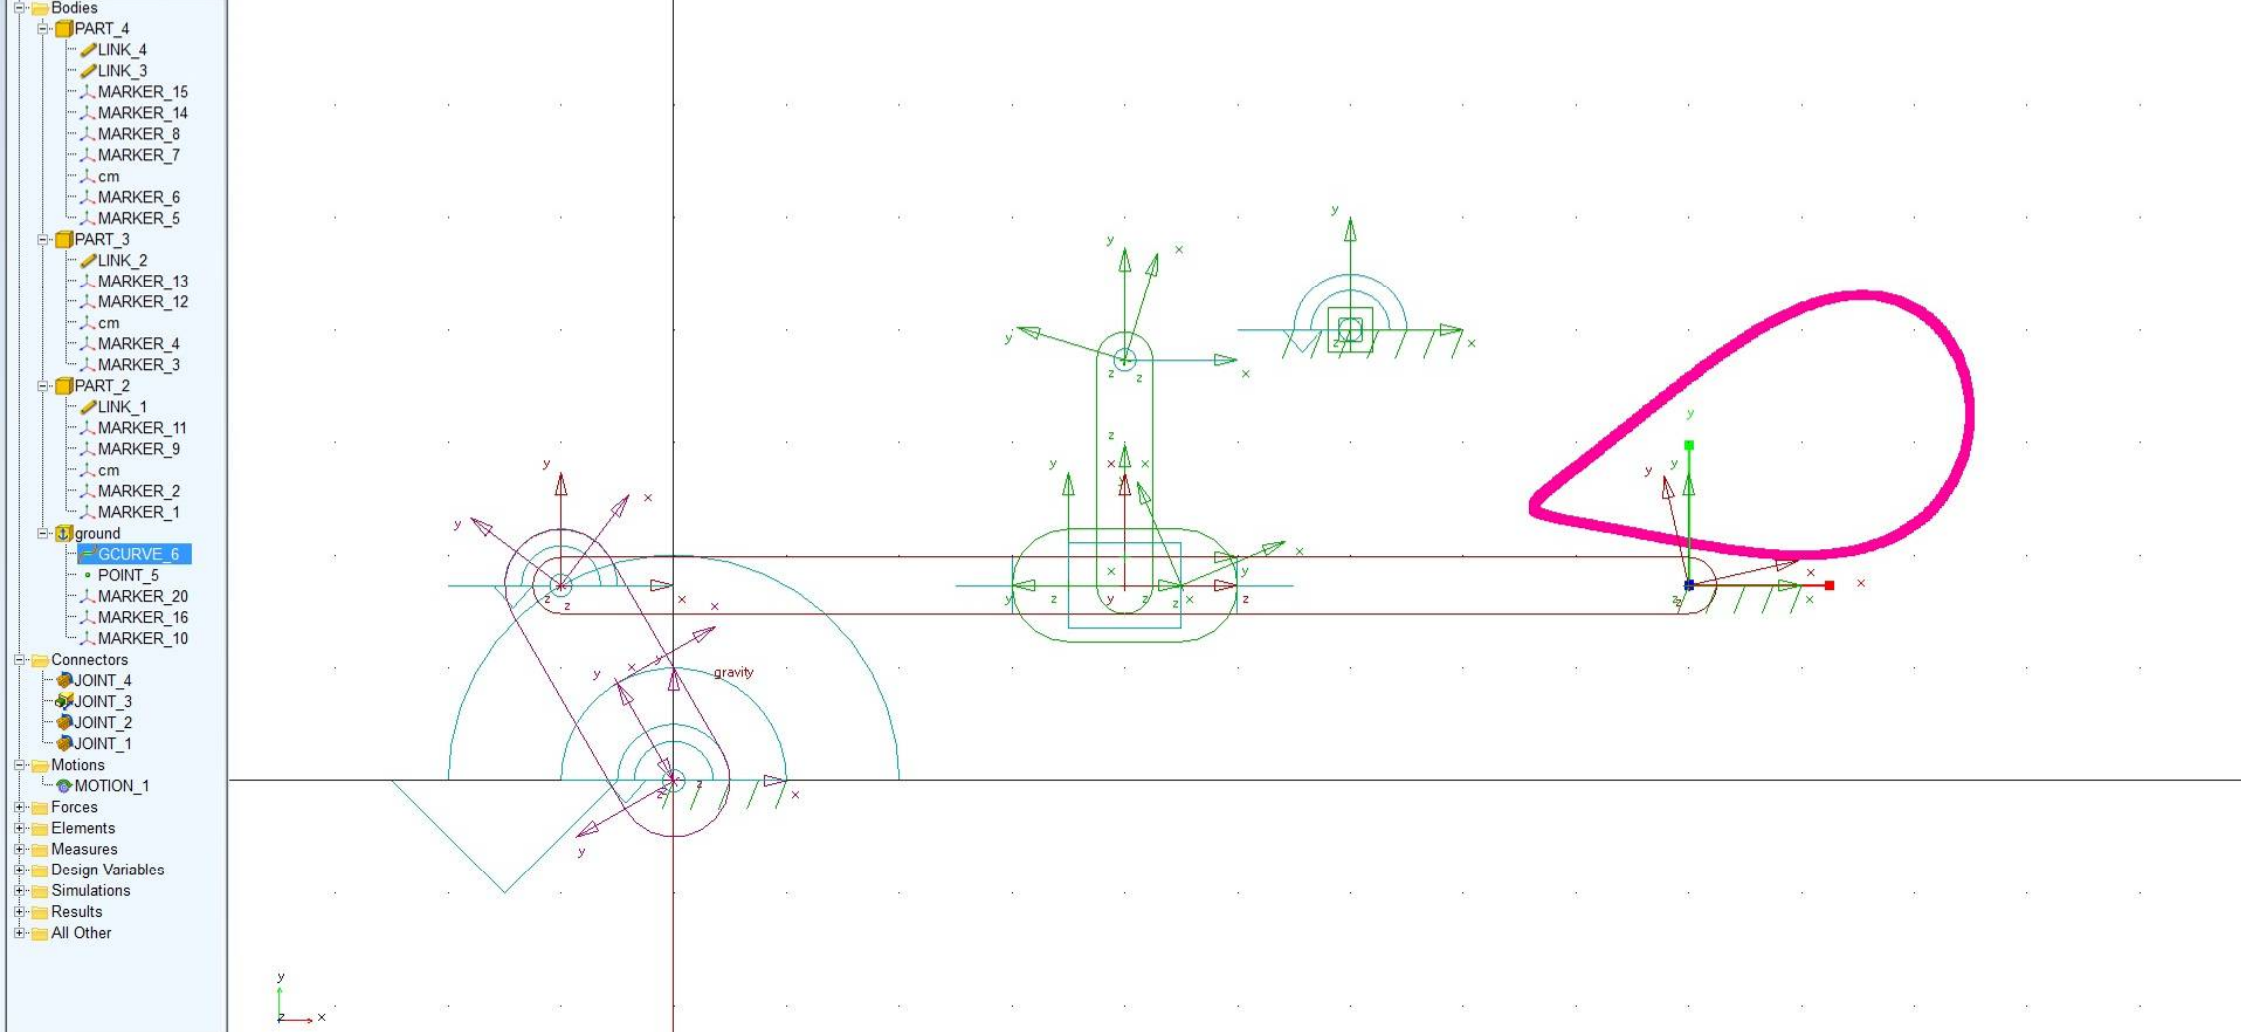 Bodies
PART_4
LINK_4
LINK_3
MARKER_15
MARKER_14
MARKER_8
MARKER_7
cm
MARKER_6
MARKER_5
PART_3
LINK_2
MARKER_13
MARKER_12
cm
MARKER_4
MARKER_3
PART_2
LINK_1
MARKER_11
MARKER_9
cm
MARKER_2
MARKER_1
ground
GCURVE_6
POINT_5
MARKER_20
MARKER_16
MARKER_10
Connectors
JOINT_4
JOINT_3
JOINT_2
JOINT_1
Motions
MOTION_1
Forces
Elements
Measures
Design Variables
Simulations
Results
All Other
y
y x
y
x
z
x
z z
y
z
y x x
y x
y
x
y y
x
z z
x
x
y z
x
y z x
y
z
x
x
z
x
y
x
gravity
z
x
y
y
z x